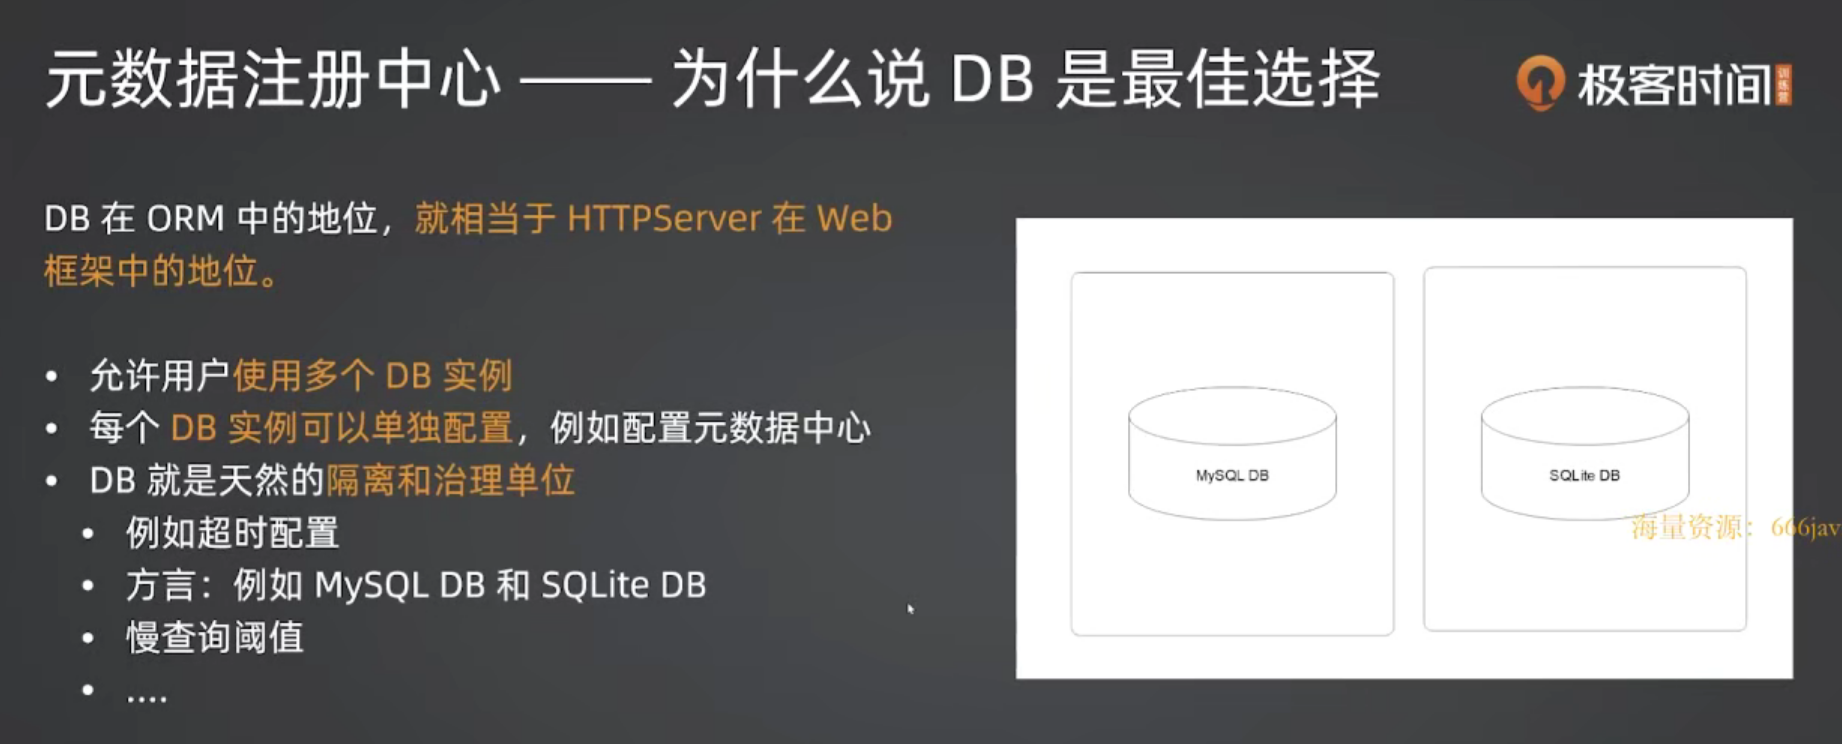 元数据注册中心 —— 为什么说 DB 是最佳选择
极客时间
训练营
DB 在 ORM 中的地位，就相当于 HTTPServer 在 Web
框架中的地位。
• 允许用户使用多个 DB 实例
• 每个 DB 实例可以单独配置，例如配置元数据中心
• DB 就是天然的隔离和治理单位
• 例如超时配置
• 方言：例如 MySQL DB 和 SQLite DB
• 慢查询阈值
• ....
MySQL DB
SQLite DB
海量资源：666jav